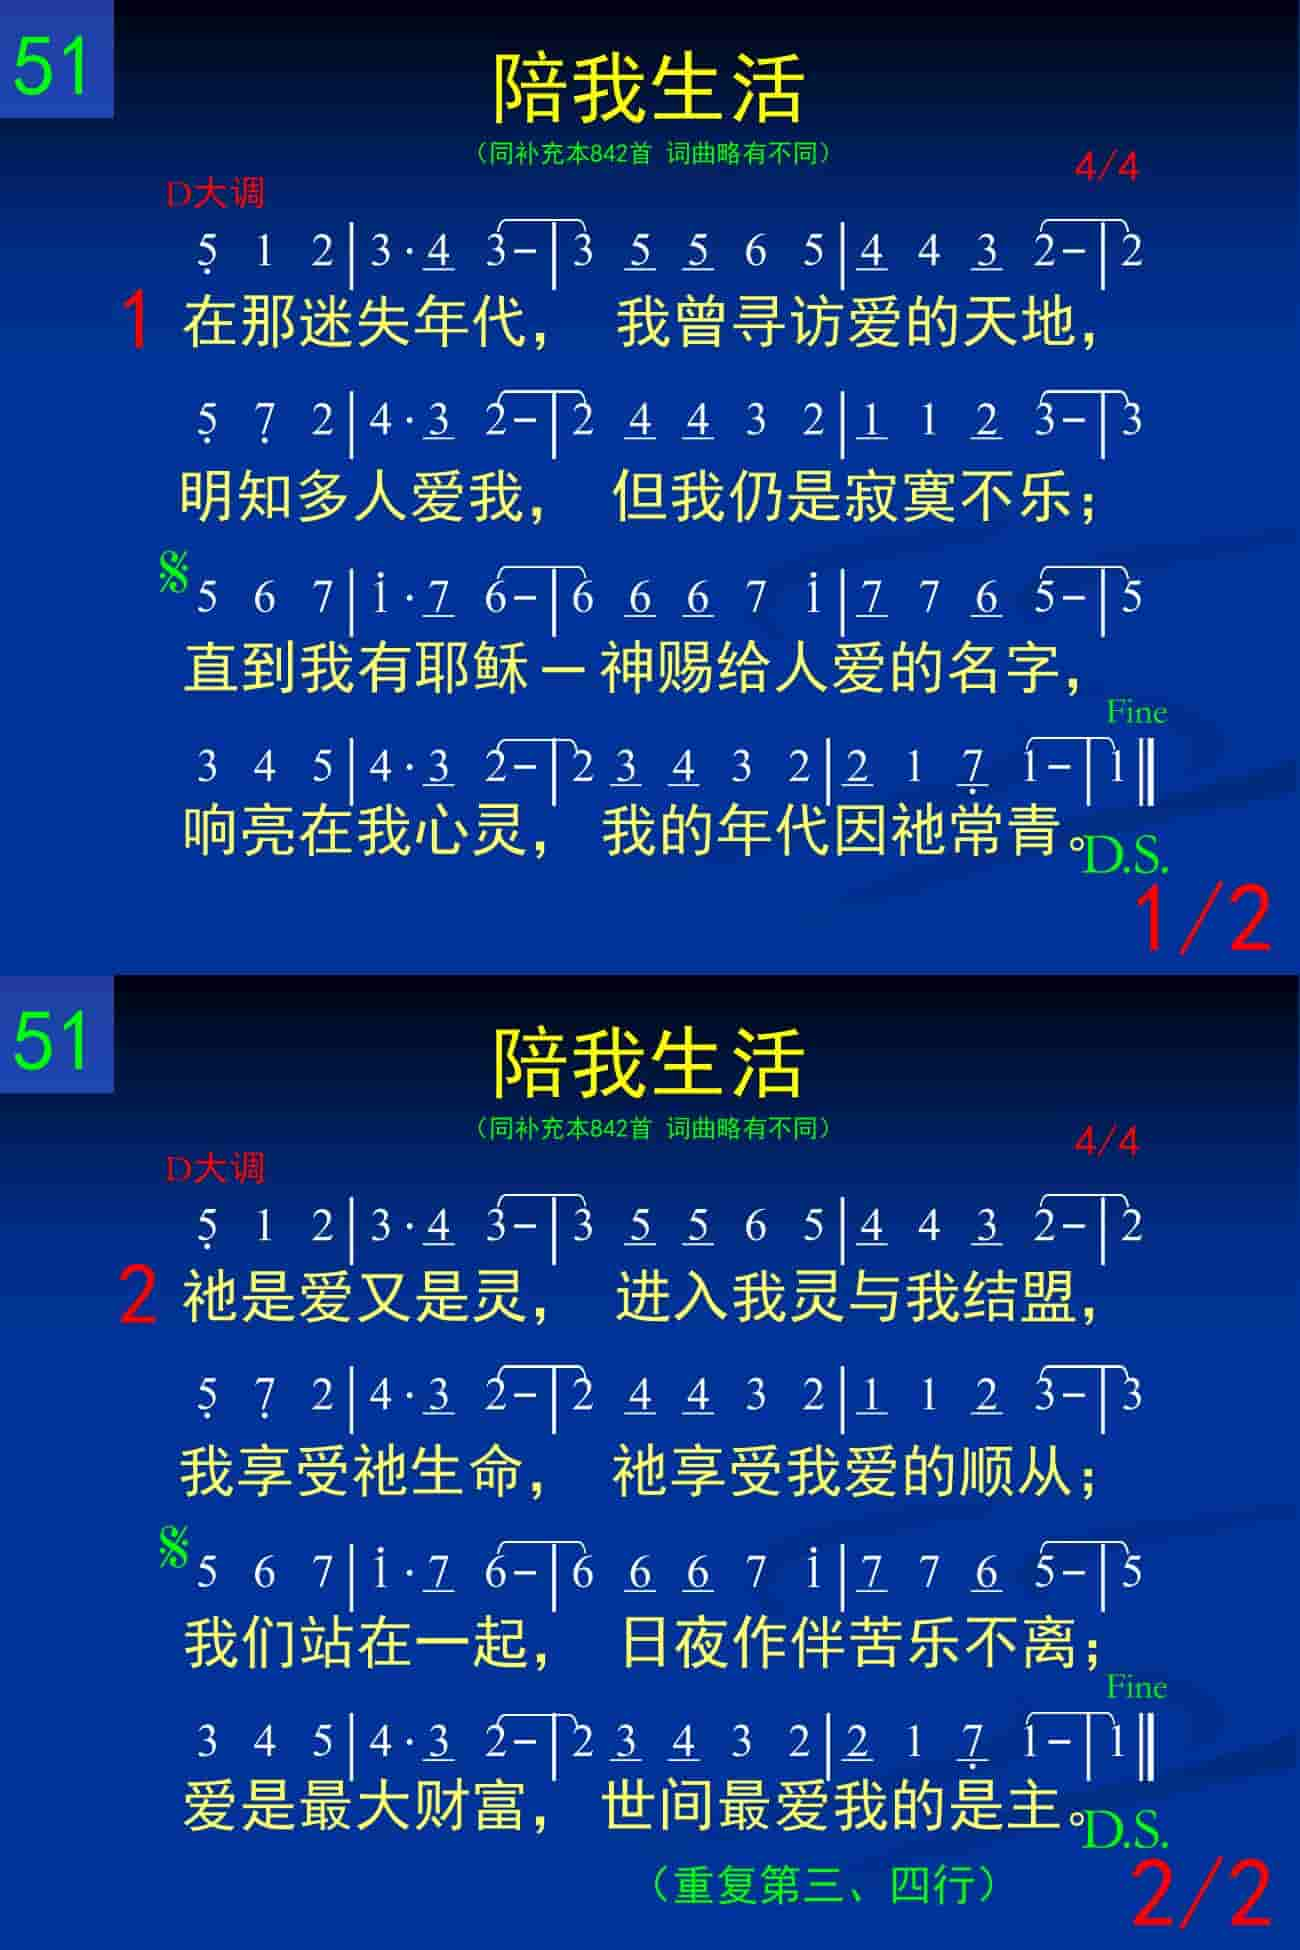 51
陪我生活
（同补充本842首 词曲略有不同）
D大调 4/4
5̣ 1 2 | 3 · 4̲ 3 – | 3 5̲ 5̲ 6 5 | 4̲ 4 3̲ 2 – | 2
1 在那迷失年代， 我曾寻访爱的天地，
5̣ 7̣ 2 | 4 · 3̲ 2 – | 2 4̲ 4̲ 3 2 | 1̲ 1 2̲ 3 – | 3
明知多人爱我， 但我仍是寂寞不乐；
𝄋 5 6 7 | 1̇ · 7̲ 6 – | 6 6̲ 6̲ 7 1̇ | 7̲ 7 6̲ 5 – | 5
直到我有耶稣 — 神赐给人爱的名字，
Fine
3 4 5 | 4 · 3̲ 2 – | 2 3̲ 4̲ 3 2 | 2̲ 1 7̲̣ 1 – | 1 ‖
响亮在我心灵， 我的年代因祂常青。 D.S.
1/2
51
陪我生活
（同补充本842首 词曲略有不同）
D大调 4/4
5̣ 1 2 | 3 · 4̲ 3 – | 3 5̲ 5̲ 6 5 | 4̲ 4 3̲ 2 – | 2
2 祂是爱又是灵， 进入我灵与我结盟，
5̣ 7̣ 2 | 4 · 3̲ 2 – | 2 4̲ 4̲ 3 2 | 1̲ 1 2̲ 3 – | 3
我享受祂生命， 祂享受我爱的顺从；
𝄋 5 6 7 | 1̇ · 7̲ 6 – | 6 6̲ 6̲ 7 1̇ | 7̲ 7 6̲ 5 – | 5
我们站在一起， 日夜作伴苦乐不离；
Fine
3 4 5 | 4 · 3̲ 2 – | 2 3̲ 4̲ 3 2 | 2̲ 1 7̲̣ 1 – | 1 ‖
爱是最大财富， 世间最爱我的是主。 D.S.
（重复第三、四行） 2/2